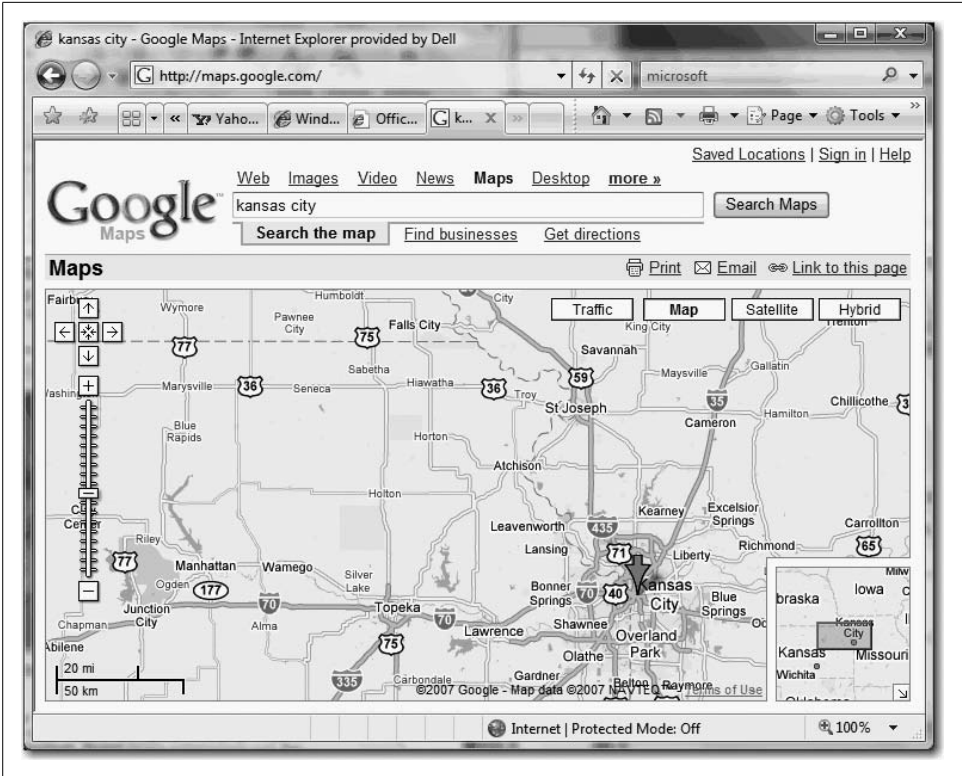 kansas city - Google Maps - Internet Explorer provided by Dell
http://maps.google.com/ microsoft
Yaho... Wind... Offic... k... Page Tools
Saved Locations | Sign in | Help
Web Images Video News Maps Desktop more »
Google™
Maps
kansas city Search Maps
Search the map Find businesses Get directions
Maps Print Email Link to this page
Traffic Map Satellite Hybrid
Humboldt City
Wymore Pawnee City Falls City King City Trenton
75
77
Savannah
Sabetha Gallatin
Maysville
59
Marysville 36 Seneca Hiawatha 36 Troy
35 Chillicothe
St Joseph
Hamilton
Cameron
Blue Rapids
Horton
Atchison
Holton
Kearney Excelsior Springs
Leavenworth 435 Carrollton
Riley
Lansing 71 Liberty Richmond 65
77 Manhattan Wamego
Silver Lake
Ogden 177
Bonner Springs 70 40 Kansas City Blue Springs
Junction City 70 Topeka 70
Chapman Alma Lawrence Shawnee
Overland Park
75
Olathe
335 Carbondale Gardner
Belton Raymore
20 mi
50 km
©2007 Google - Map data ©2007 NAVTEQ - Terms of Use
braska Iowa
Kansas City
Kansas Missouri
Wichita
Oklahoma
Internet | Protected Mode: Off 100%